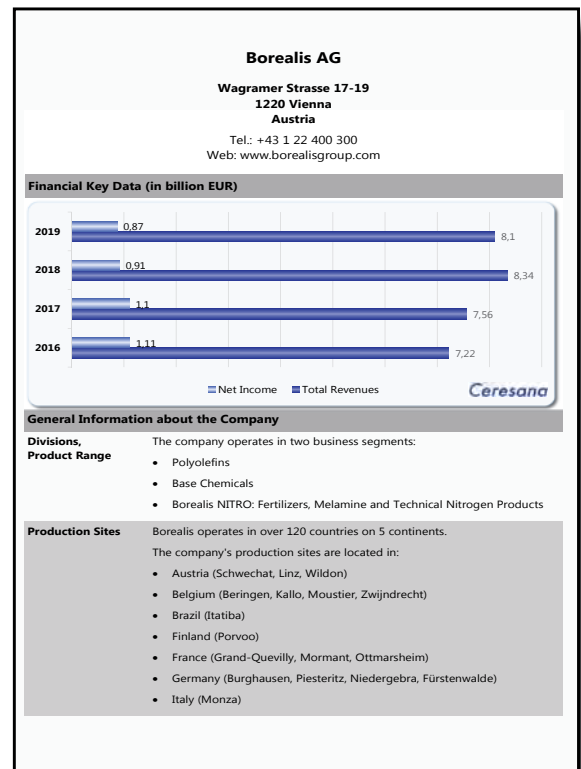 Borealis AG
Wagramer Strasse 17-19
1220 Vienna
Austria
Tel.: +43 1 22 400 300
Web: www.borealisgroup.com
Financial Key Data (in billion EUR)
2019
0,87
8,1
2018
0,91
8,34
2017
1,1
7,56
2016
1,11
7,22
Net Income Total Revenues
Ceresana
General Information about the Company
Divisions, Product Range
The company operates in two business segments:
• Polyolefins
• Base Chemicals
• Borealis NITRO: Fertilizers, Melamine and Technical Nitrogen Products
Production Sites
Borealis operates in over 120 countries on 5 continents.
The company's production sites are located in:
• Austria (Schwechat, Linz, Wildon)
• Belgium (Beringen, Kallo, Moustier, Zwijndrecht)
• Brazil (Itatiba)
• Finland (Porvoo)
• France (Grand-Quevilly, Mormant, Ottmarsheim)
• Germany (Burghausen, Piesteritz, Niedergebra, Fürstenwalde)
• Italy (Monza)